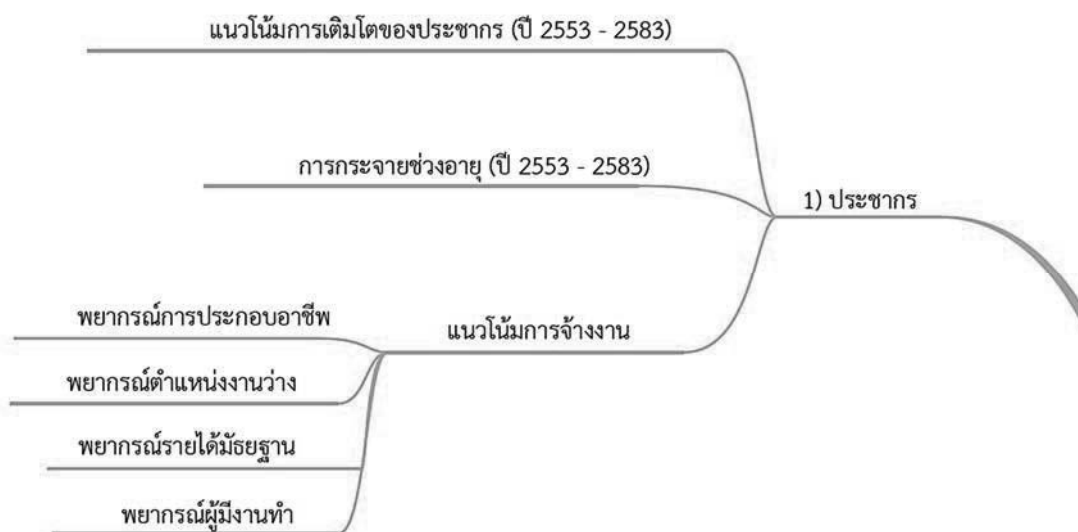 แนวโน้มการเติมโตของประชากร (ปี 2553 - 2583)
การกระจายช่วงอายุ (ปี 2553 - 2583)
1) ประชากร
แนวโน้มการจ้างงาน
พยากรณ์การประกอบอาชีพ
พยากรณ์ตำแหน่งงานว่าง
พยากรณ์รายได้มัธยฐาน
พยากรณ์ผู้มีงานทำ